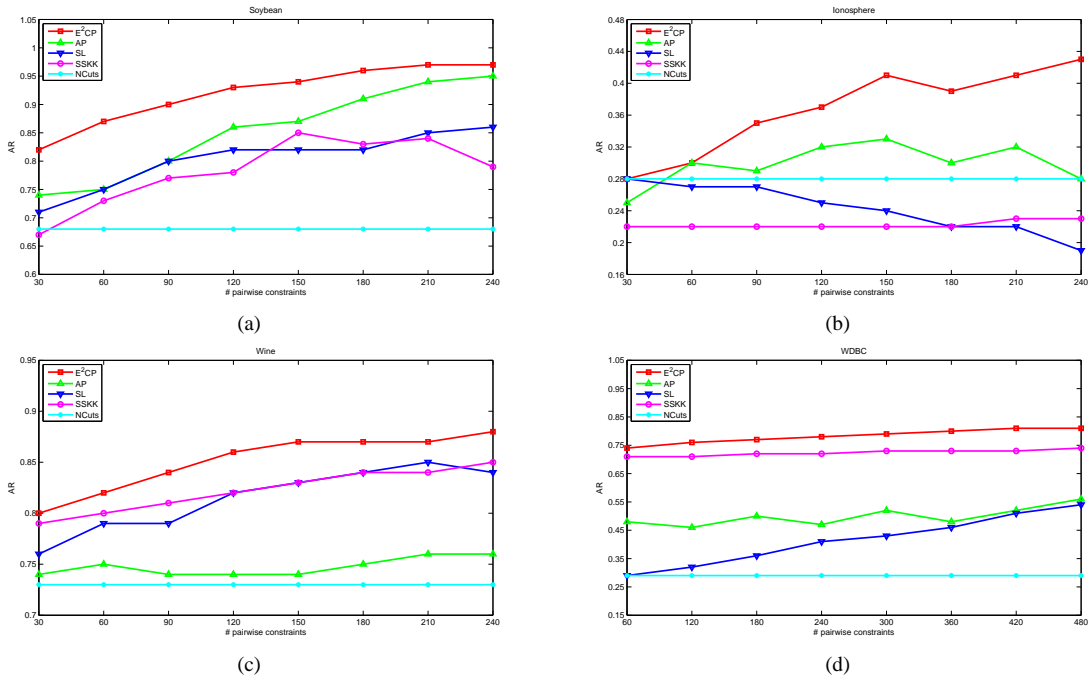 Soybean
1.05
1
0.95
0.9
0.85
0.8
0.75
0.7
0.65
0.6
AR
E²CP
AP
SL
SSKK
NCuts
30 60 90 120 150 180 210 240
# pairwise constraints
(a)
Ionosphere
0.48
0.44
0.4
0.36
0.32
0.28
0.24
0.2
0.16
AR
E²CP
AP
SL
SSKK
NCuts
30 60 90 120 150 180 210 240
# pairwise constraints
(b)
Wine
0.95
0.9
0.85
0.8
0.75
0.7
AR
E²CP
AP
SL
SSKK
NCuts
30 60 90 120 150 180 210 240
# pairwise constraints
(c)
WDBC
1.05
0.95
0.85
0.75
0.65
0.55
0.45
0.35
0.25
0.15
AR
E²CP
AP
SL
SSKK
NCuts
60 120 180 240 300 360 420 480
# pairwise constraints
(d)